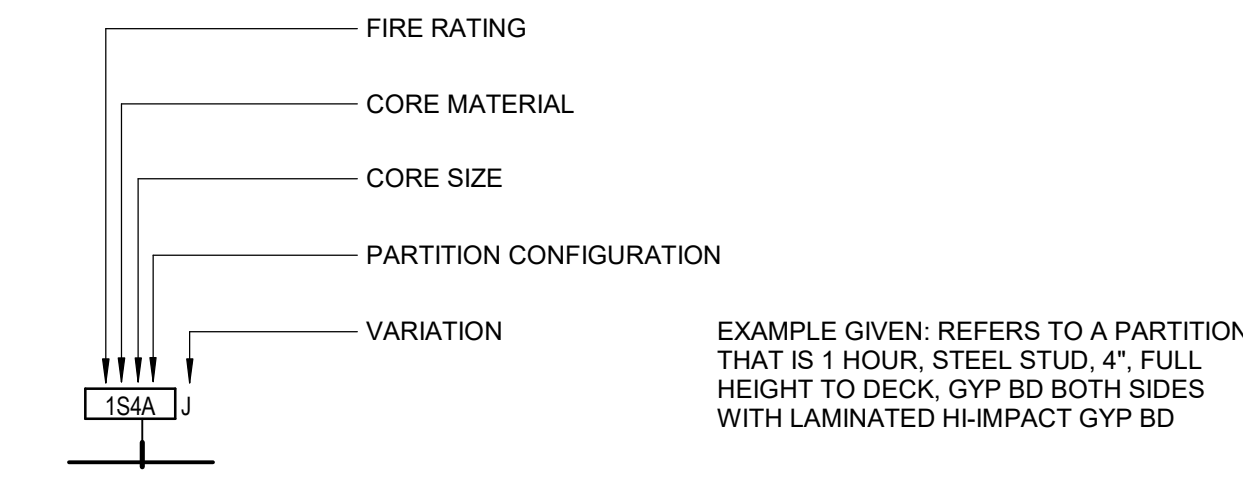 FIRE RATING
CORE MATERIAL
CORE SIZE
PARTITION CONFIGURATION
VARIATION
EXAMPLE GIVEN: REFERS TO A PARTITION
THAT IS 1 HOUR, STEEL STUD, 4", FULL
HEIGHT TO DECK, GYP BD BOTH SIDES
WITH LAMINATED HI-IMPACT GYP BD
1S4A J